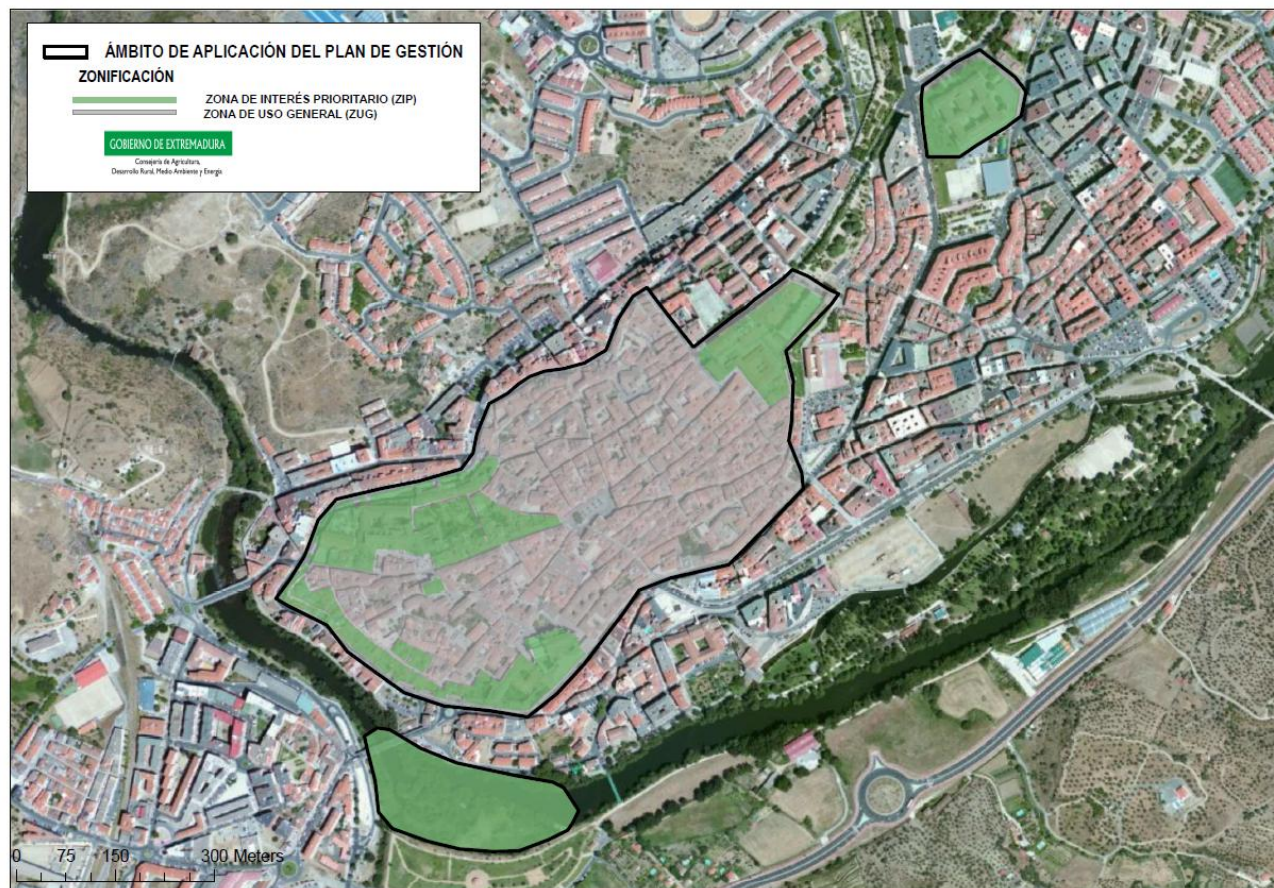 ÁMBITO DE APLICACIÓN DEL PLAN DE GESTIÓN
ZONIFICACIÓN
ZONA DE INTERÉS PRIORITARIO (ZIP)
ZONA DE USO GENERAL (ZUG)
GOBIERNO DE EXTREMADURA
Consejería de Agricultura,
Desarrollo Rural, Medio Ambiente y Energía
0 75 150 300 Meters